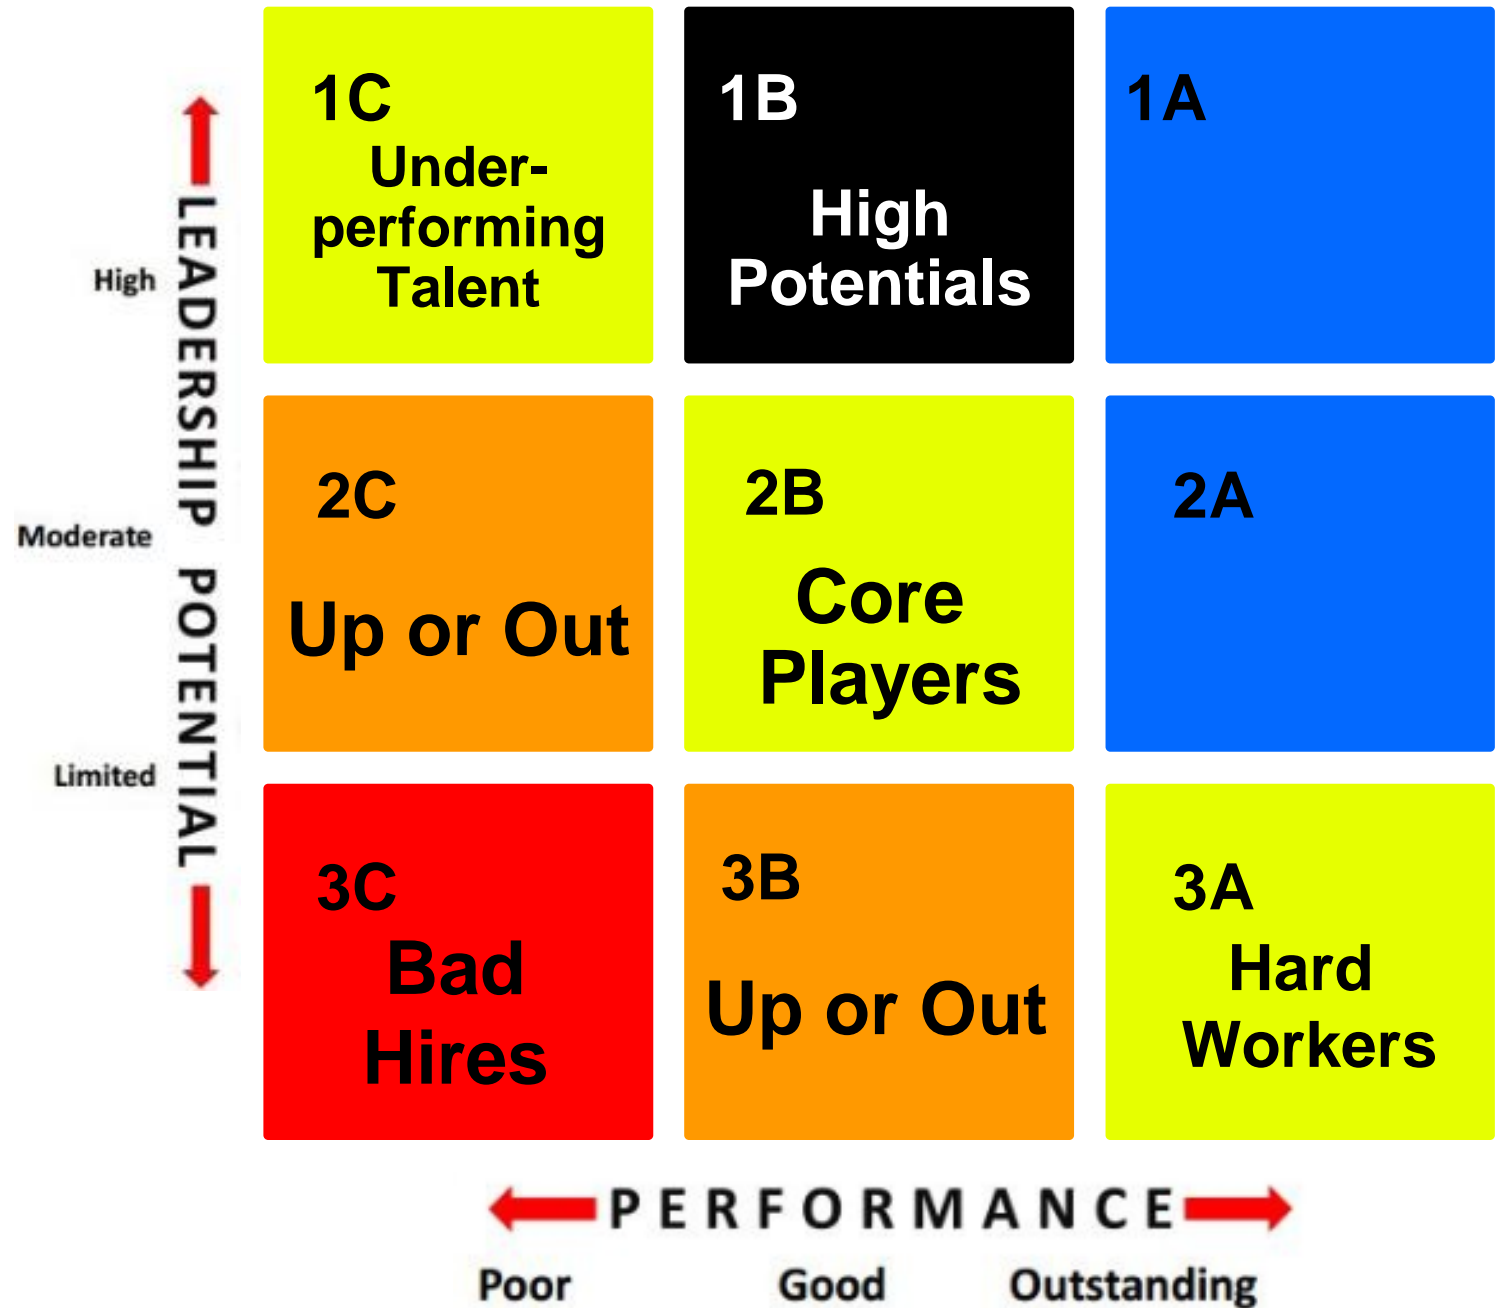 1C
Under-
performing
Talent
1B
High
Potentials
1A
High
LEADERSHIP POTENTIAL
2C
Up or Out
2B
Core
Players
2A
Moderate
Limited
3C
Bad
Hires
3B
Up or Out
3A
Hard
Workers
PERFORMANCE
Poor Good Outstanding